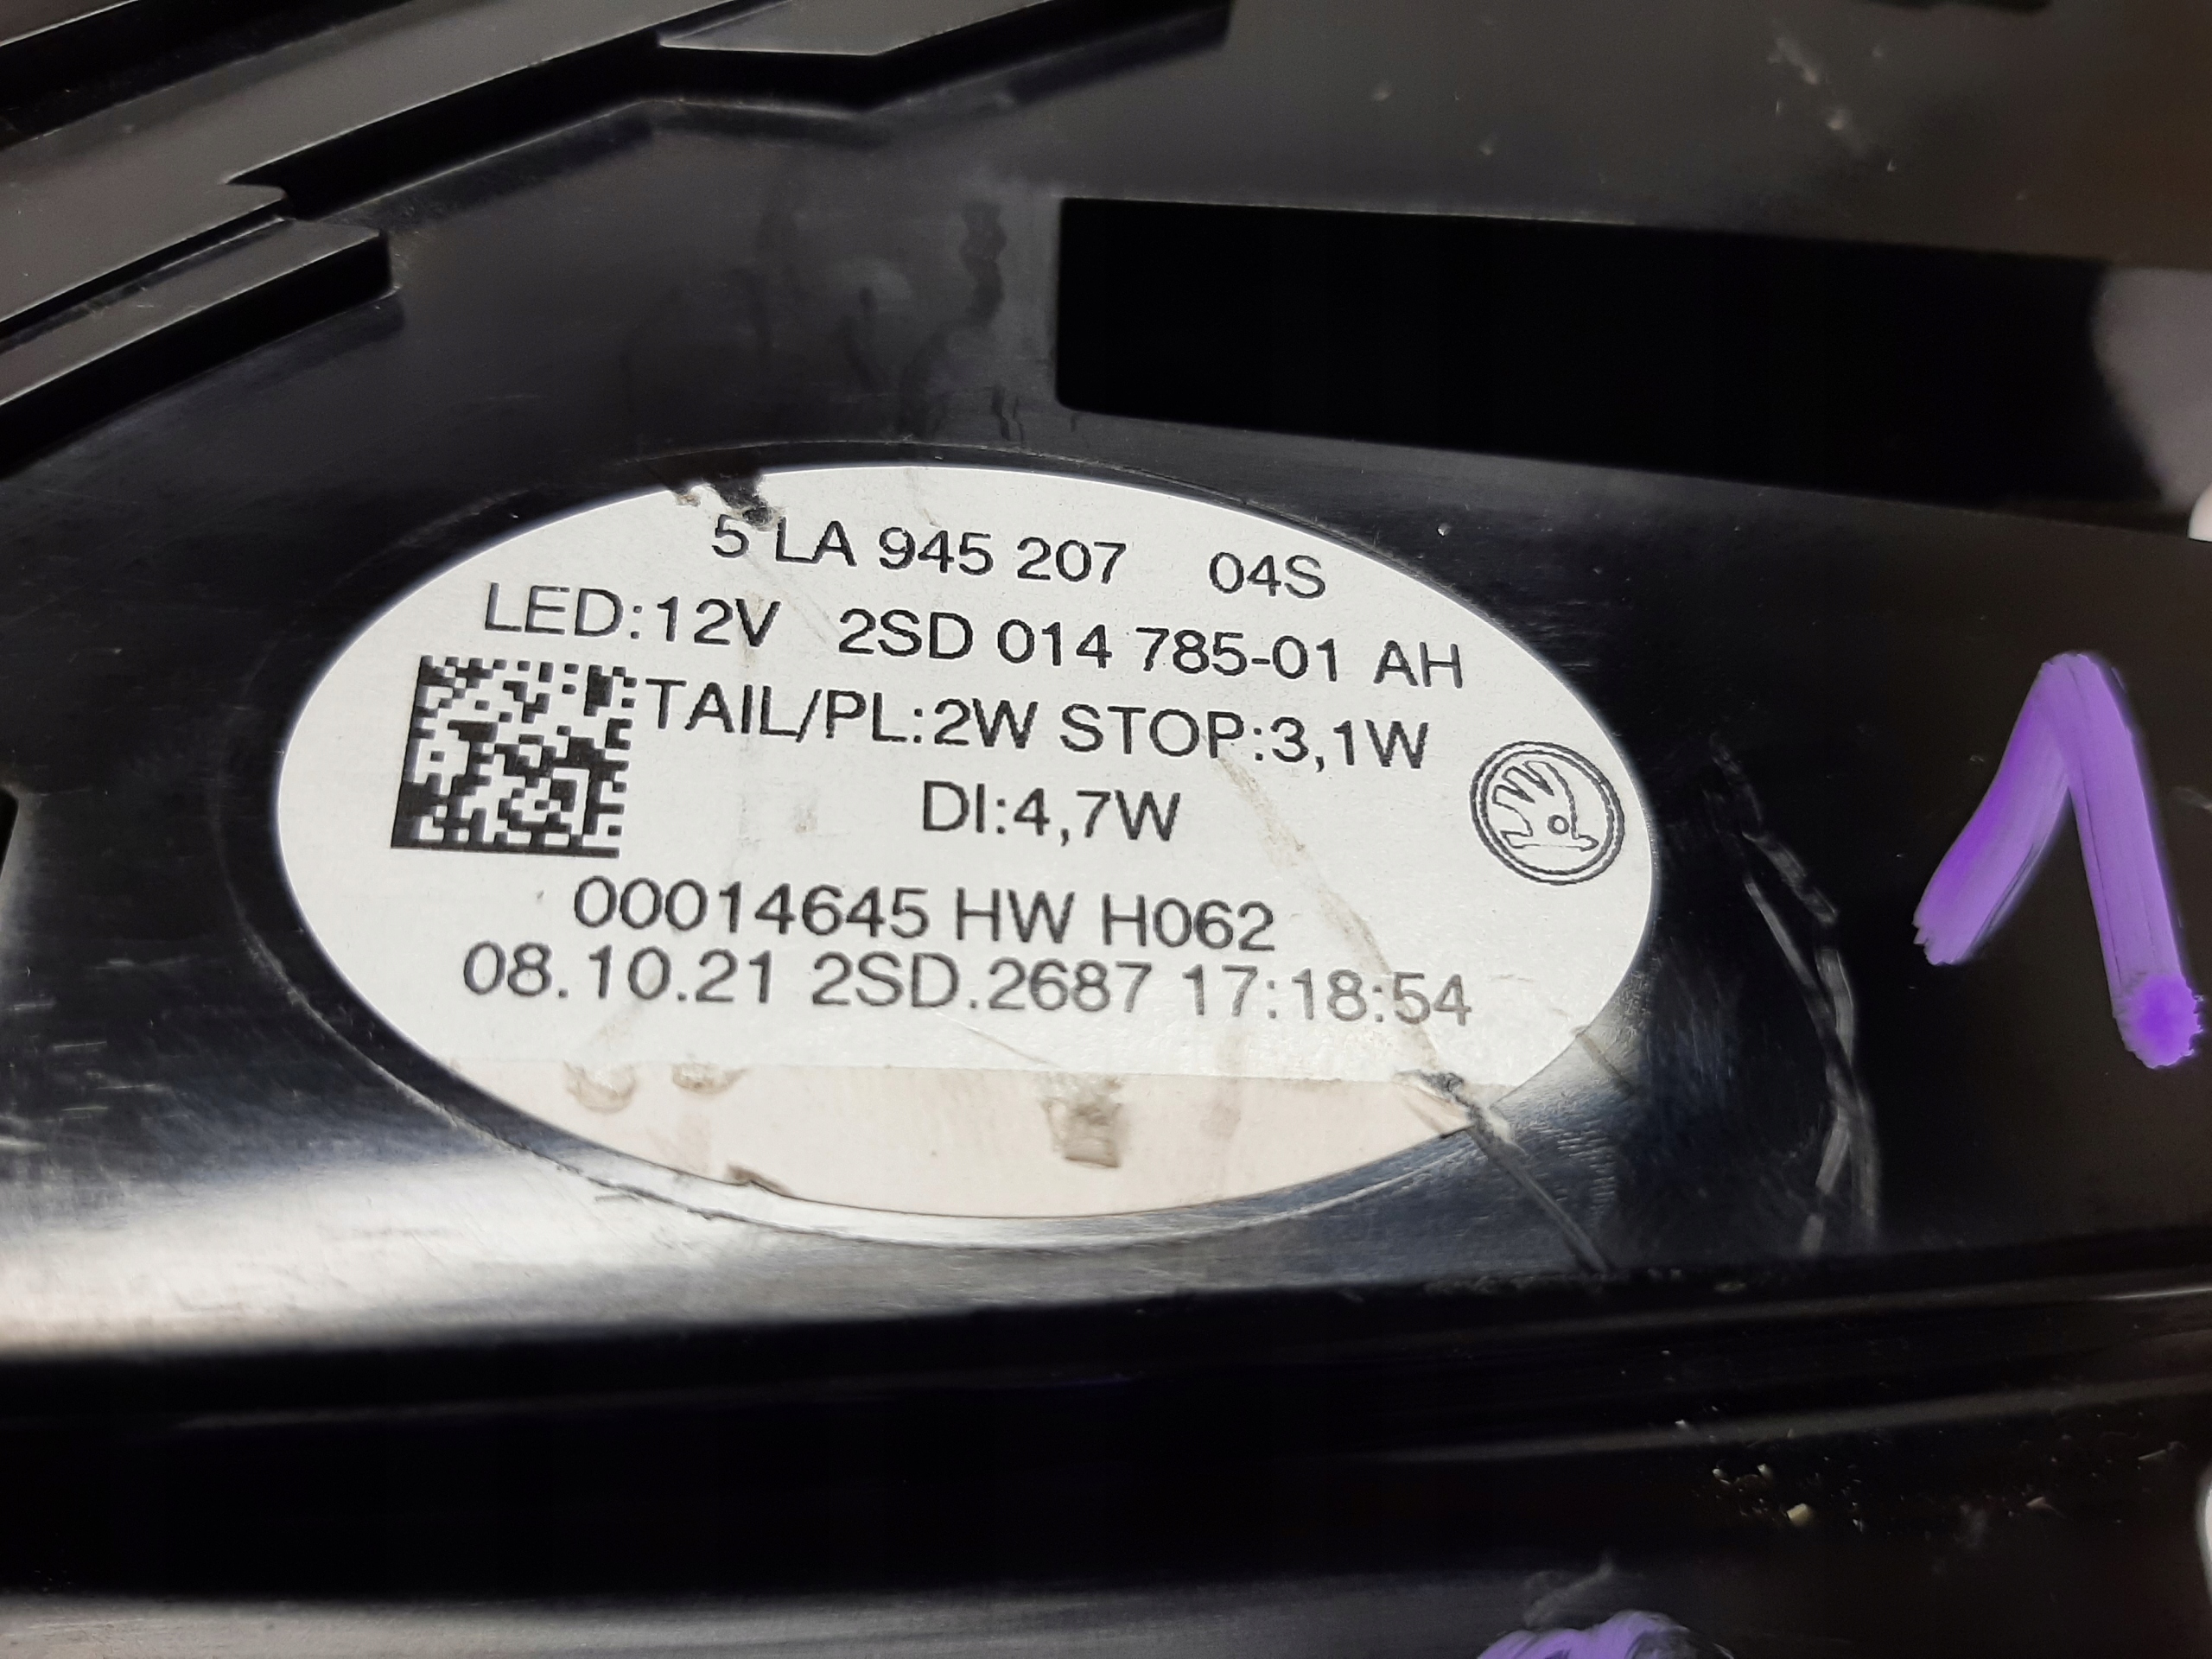 5 LA 945 207 04S
LED:12V 2SD 014 785-01 AH
TAIL/PL:2W STOP:3,1W
DI:4,7W
00014645 HW H062
08.10.21 2SD.2687 17:18:54
1